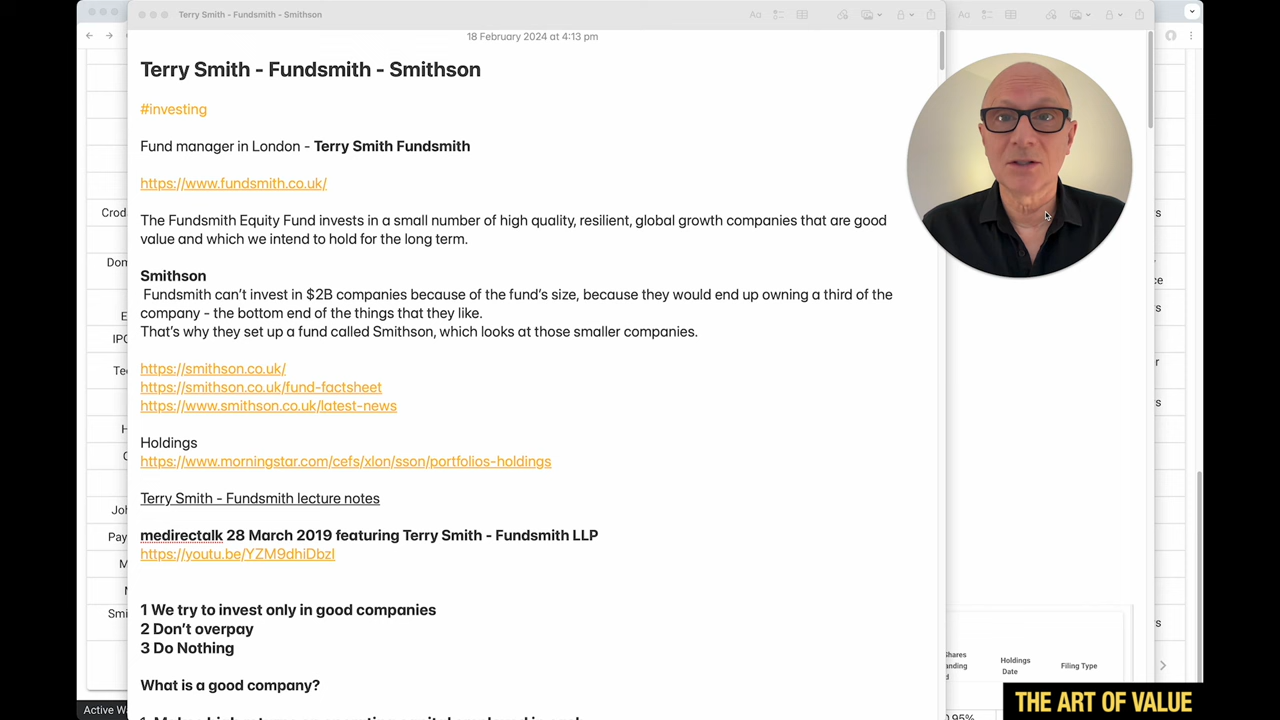 Terry Smith - Fundsmith - Smithson
18 February 2024 at 4:13 pm
Terry Smith - Fundsmith - Smithson
#investing
Fund manager in London - Terry Smith Fundsmith
https://www.fundsmith.co.uk/
The Fundsmith Equity Fund invests in a small number of high quality, resilient, global growth companies that are good
value and which we intend to hold for the long term.
Smithson
Fundsmith can't invest in $2B companies because of the fund's size, because they would end up owning a third of the
company - the bottom end of the things that they like.
That's why they set up a fund called Smithson, which looks at those smaller companies.
https://smithson.co.uk/
https://smithson.co.uk/fund-factsheet
https://www.smithson.co.uk/latest-news
Holdings
https://www.morningstar.com/cefs/xlon/sson/portfolios-holdings
Terry Smith - Fundsmith lecture notes
medirectalk 28 March 2019 featuring Terry Smith - Fundsmith LLP
https://youtu.be/YZM9dhiDbzI
1 We try to invest only in good companies
2 Don't overpay
3 Do Nothing
What is a good company?
Holdings
Date
Filing Type
THE ART OF VALUE